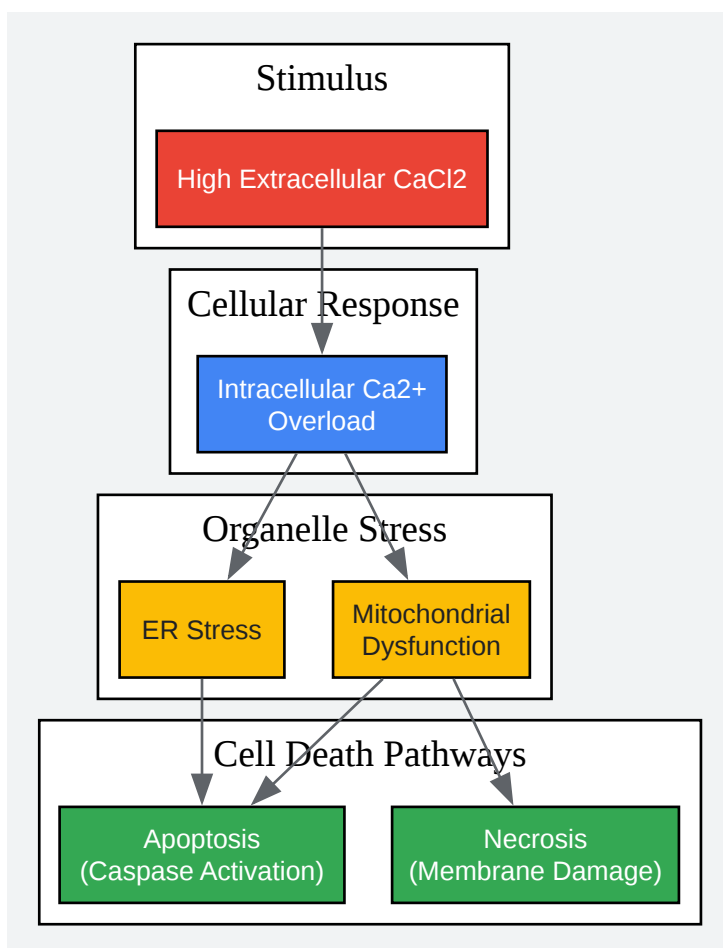 Stimulus
High Extracellular CaCl2
Cellular Response
Intracellular Ca2+
Overload
Organelle Stress
ER Stress
Mitochondrial
Dysfunction
Cell Death Pathways
Apoptosis
(Caspase Activation)
Necrosis
(Membrane Damage)